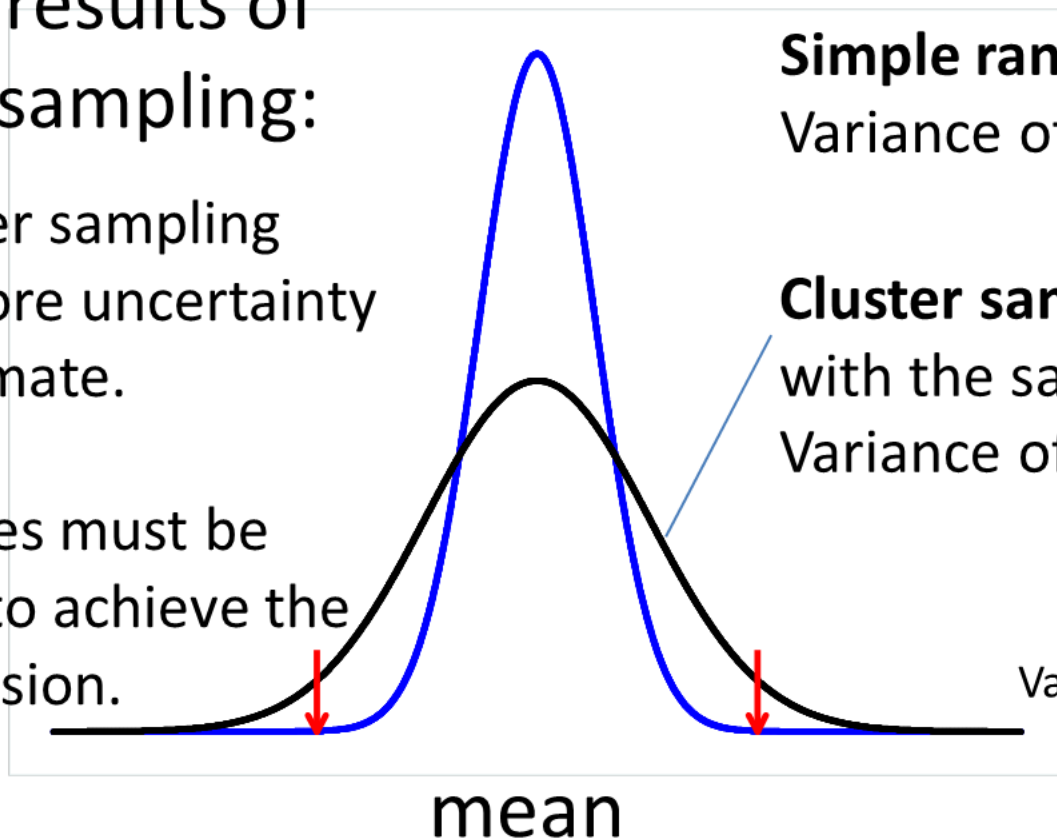 results of
sampling:
er sampling
ore uncertainty
mate.
es must be
to achieve the
sion.
Simple ran
Variance of
Cluster sar
with the sa
Variance of
Va
mean